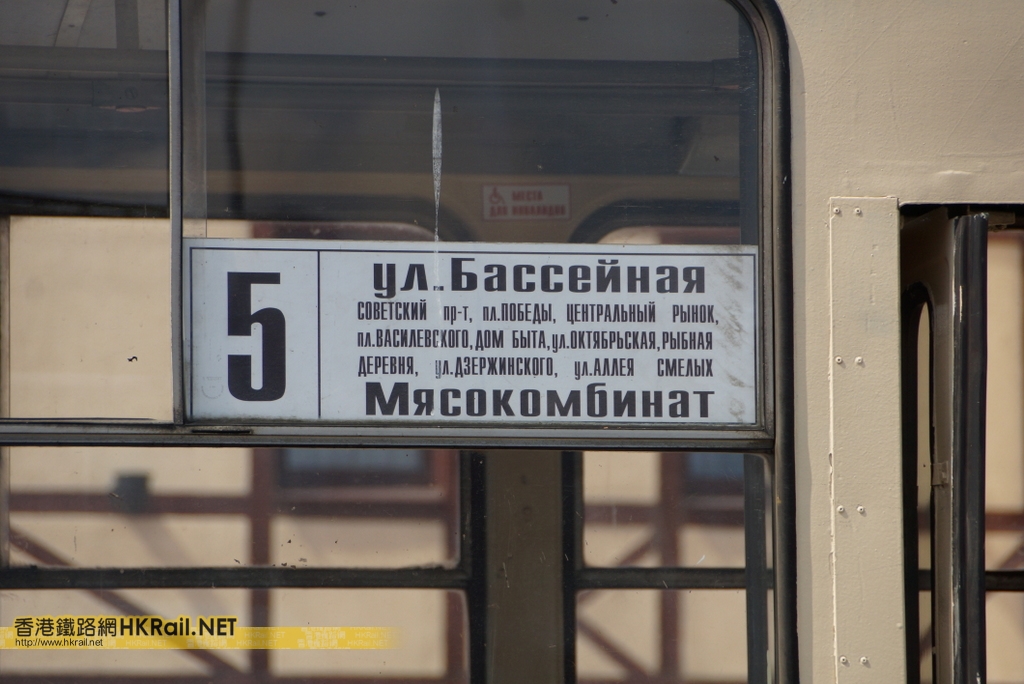 МЕСТА
ДЛЯ ИНВАЛИДОВ
5
ул.Бассейная
СОВЕТСКИЙ пр-т, пл.ПОБЕДЫ, ЦЕНТРАЛЬНЫЙ РЫНОК,
пл.ВАСИЛЕВСКОГО, ДОМ БЫТА, ул.ОКТЯБРЬСКАЯ, РЫБНАЯ
ДЕРЕВНЯ, ул.ДЗЕРЖИНСКОГО, ул.АЛЛЕЯ СМЕЛЫХ
Мясокомбинат
香港鐵路網HKRail.NET
http://www.hkrail.net